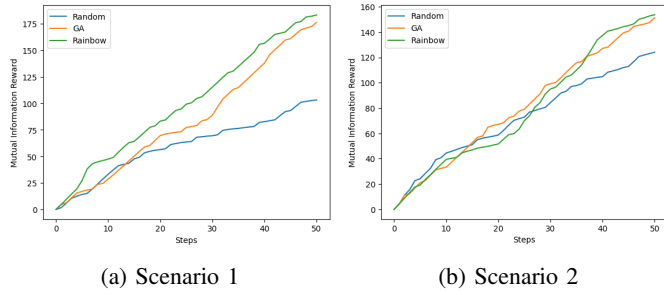 Random
GA
Rainbow
175
150
125
100
75
50
25
0
Mutual Information Reward
0 10 20 30 40 50
Steps
(a) Scenario 1
Random
GA
Rainbow
160
140
120
100
80
60
40
20
0
Mutual Information Reward
0 10 20 30 40 50
Steps
(b) Scenario 2